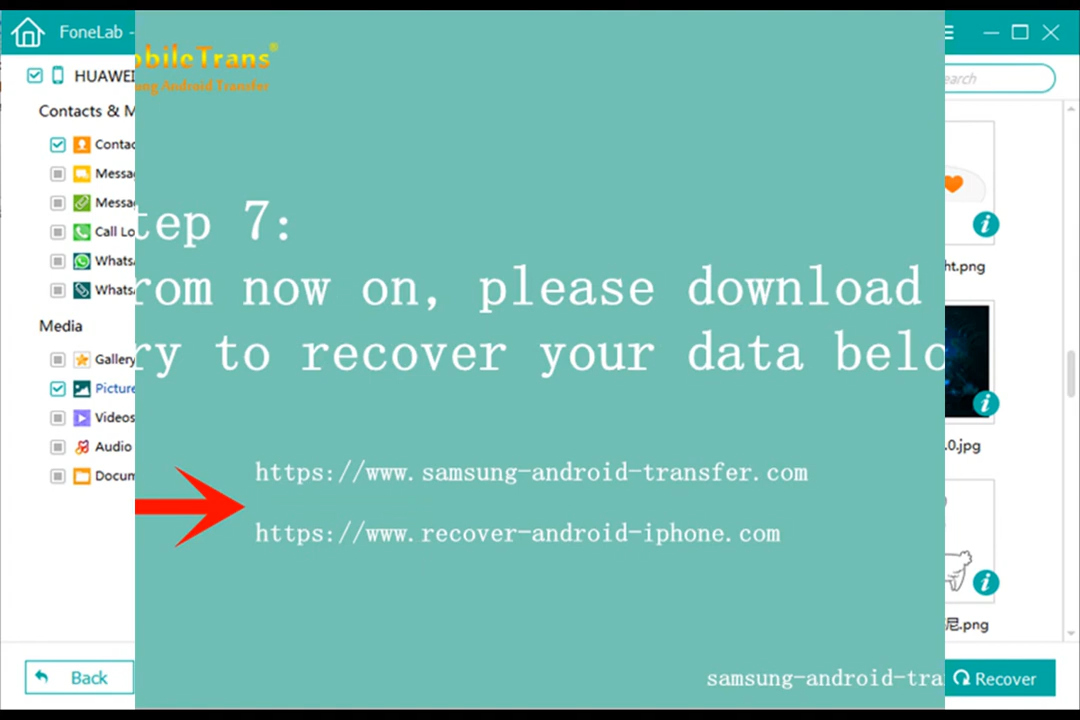 FoneLab -
HUAWEI
Contacts & M
Contac
Messa
Messa
Call Lo
Whats
Whats
Media
Gallery
Picture
Videos
Audio
Docum
Back
obileTrans®
ung Android Transfer
tep 7:
rom now on, please download
ry to recover your data belo
https://www.samsung-android-transfer.com
https://www.recover-android-iphone.com
samsung-android-tra
earch
ht.png
.0.jpg
尼.png
Recover